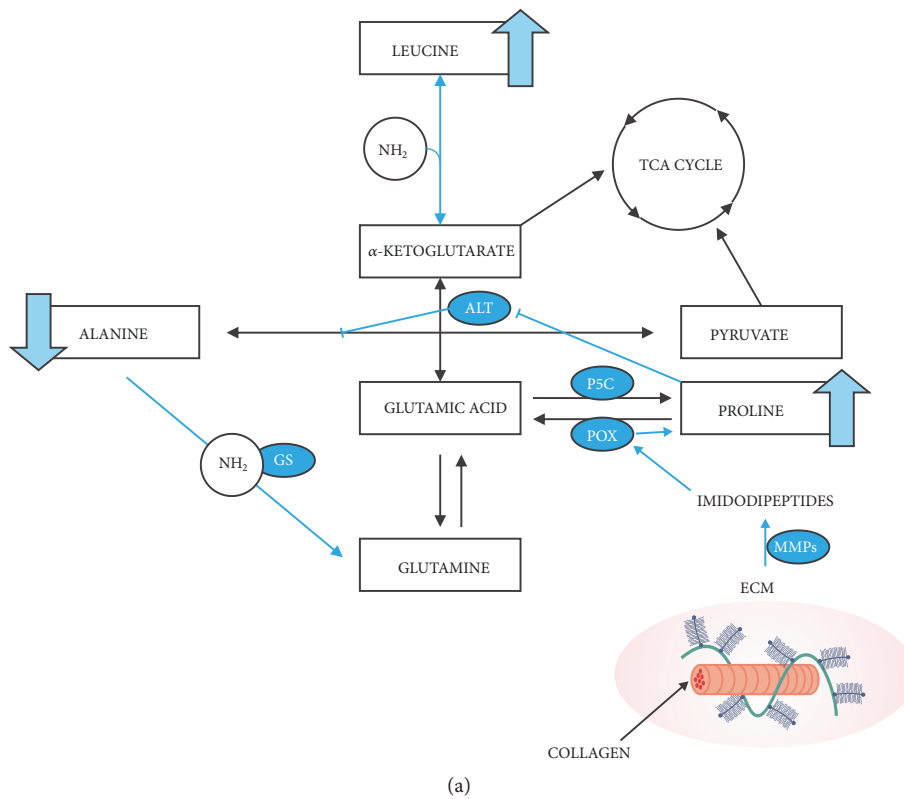 LEUCINE
NH₂
TCA CYCLE
α-KETOGLUTARATE
ALT
ALANINE
PYRUVATE
P5C
GLUTAMIC ACID
PROLINE
POX
NH₂
GS
IMIDODIPEPTIDES
MMPs
GLUTAMINE
ECM
COLLAGEN
(a)